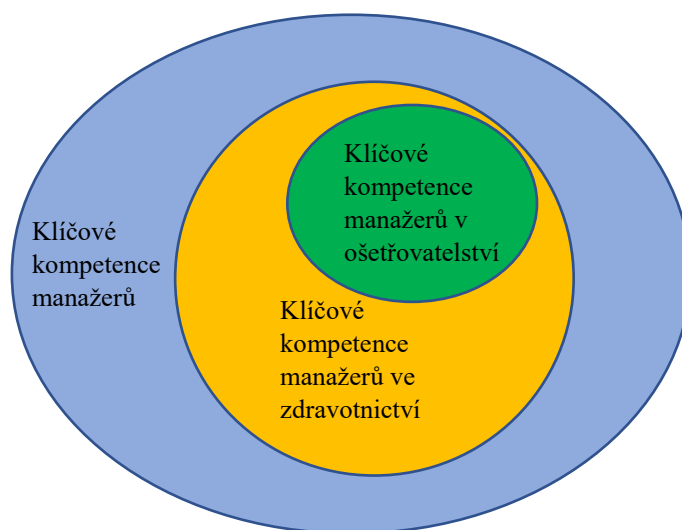 Klíčové
kompetence
manažerů v
ošetřovatelství
Klíčové
kompetence
manažerů
Klíčové
kompetence
manažerů ve
zdravotnictví